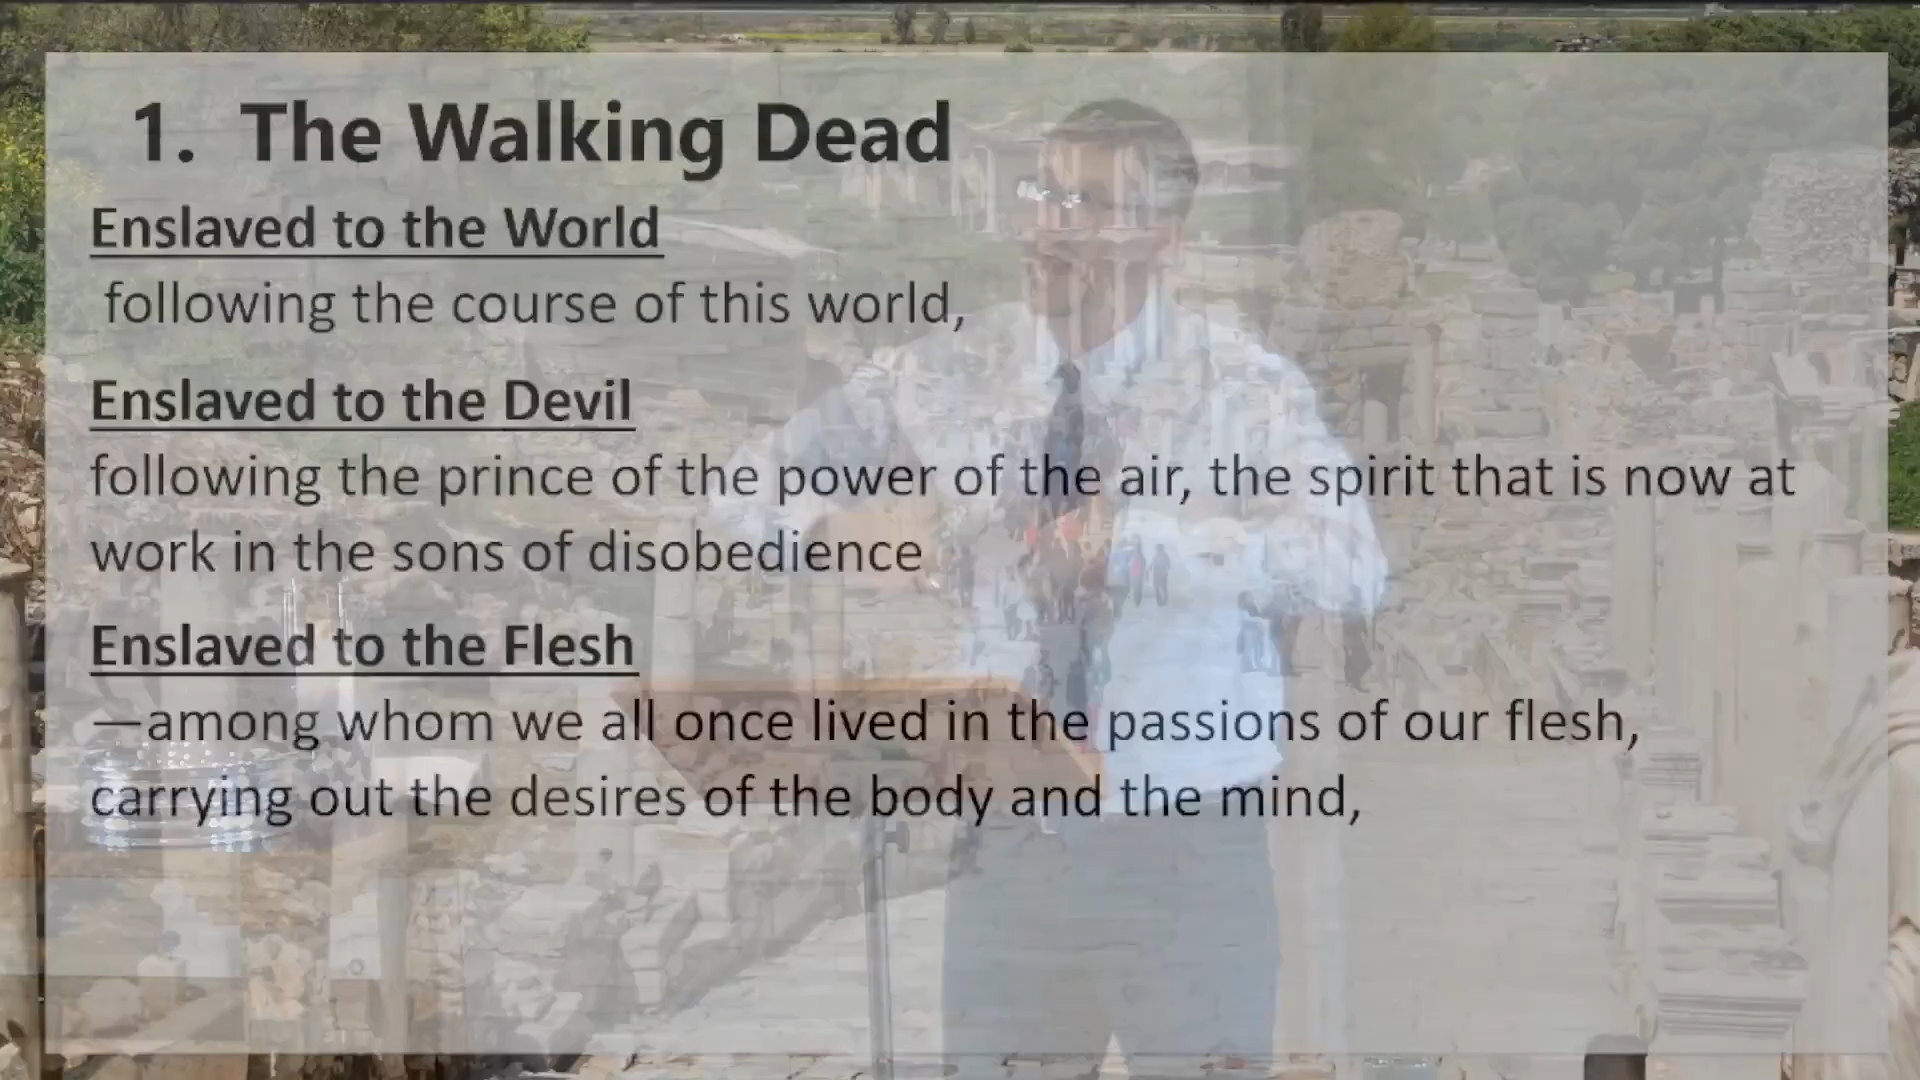 1. The Walking Dead
Enslaved to the World
following the course of this world,
Enslaved to the Devil
following the prince of the power of the air, the spirit that is now at
work in the sons of disobedience
Enslaved to the Flesh
—among whom we all once lived in the passions of our flesh,
carrying out the desires of the body and the mind,